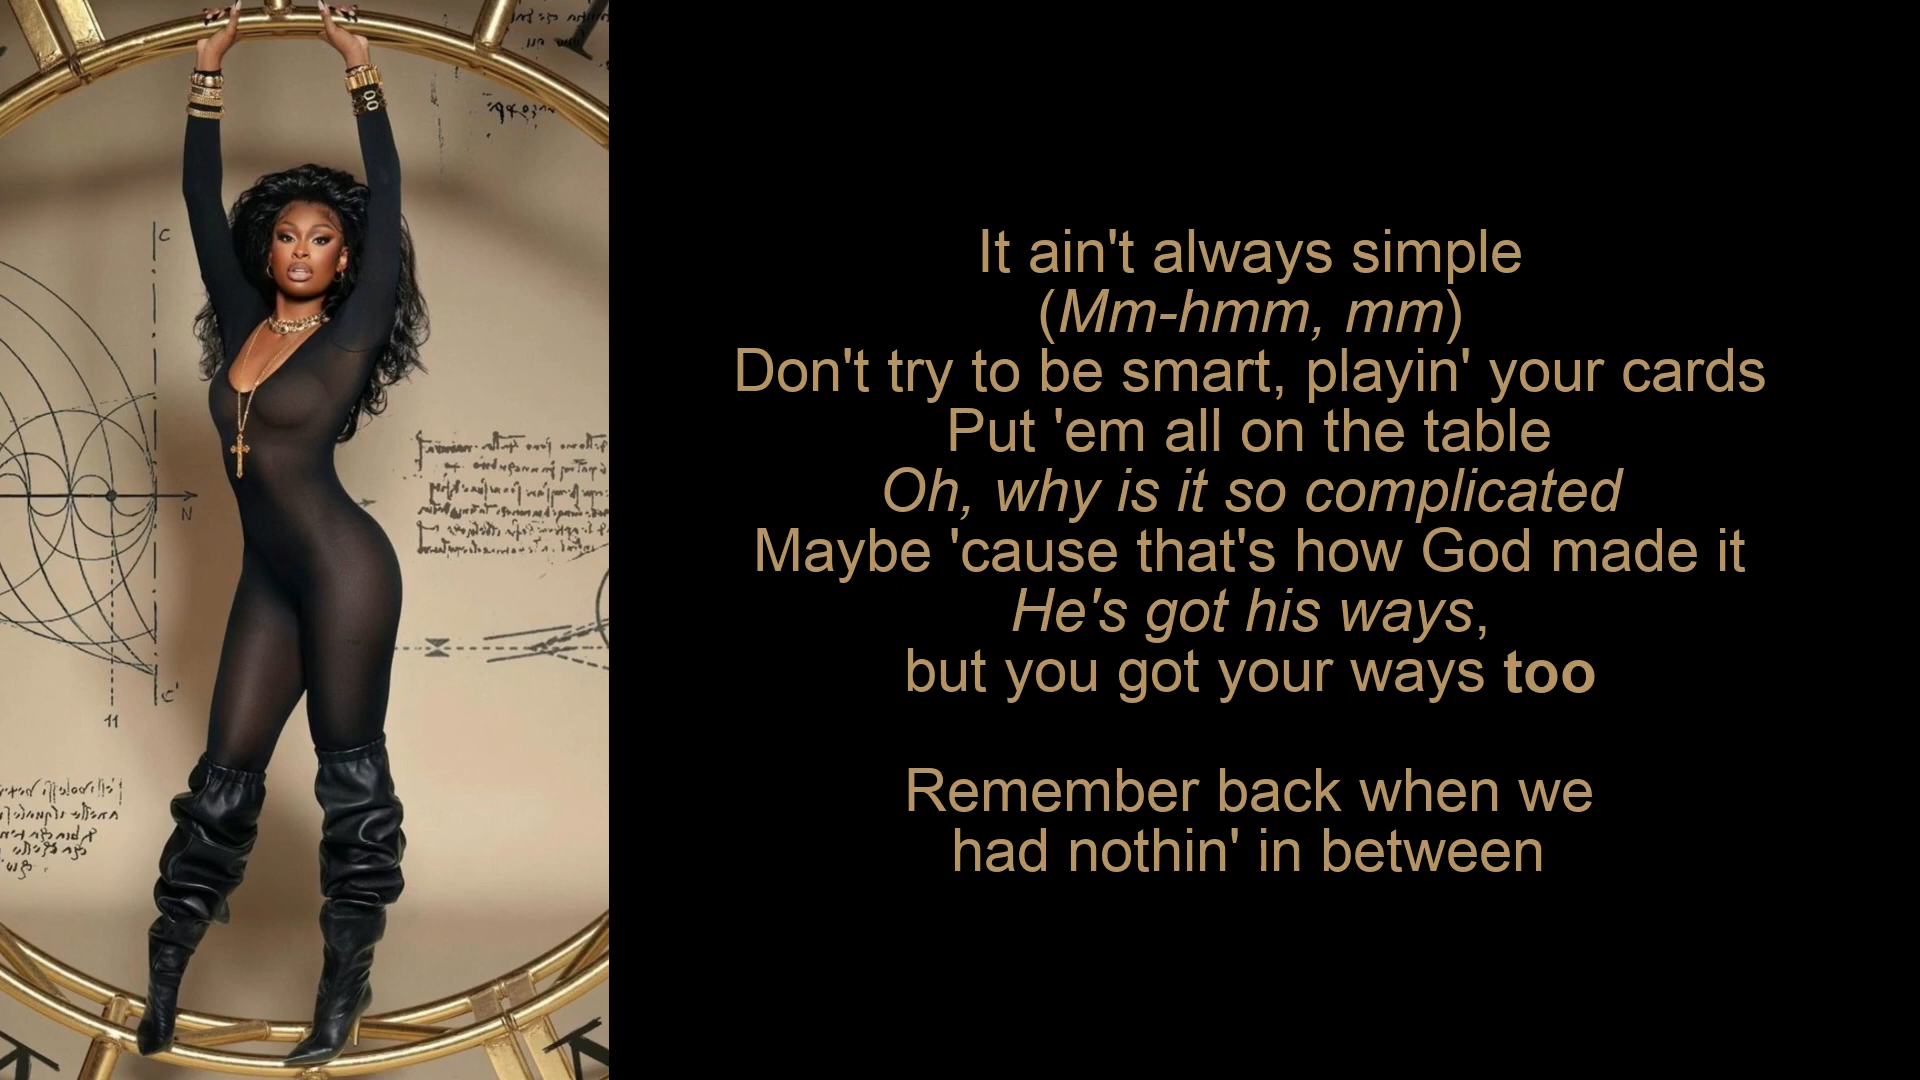 It ain't always simple
(Mm-hmm, mm)
Don't try to be smart, playin' your cards
Put 'em all on the table
Oh, why is it so complicated
Maybe 'cause that's how God made it
He's got his ways,
but you got your ways too
Remember back when we
had nothin' in between
C
N
C'
11